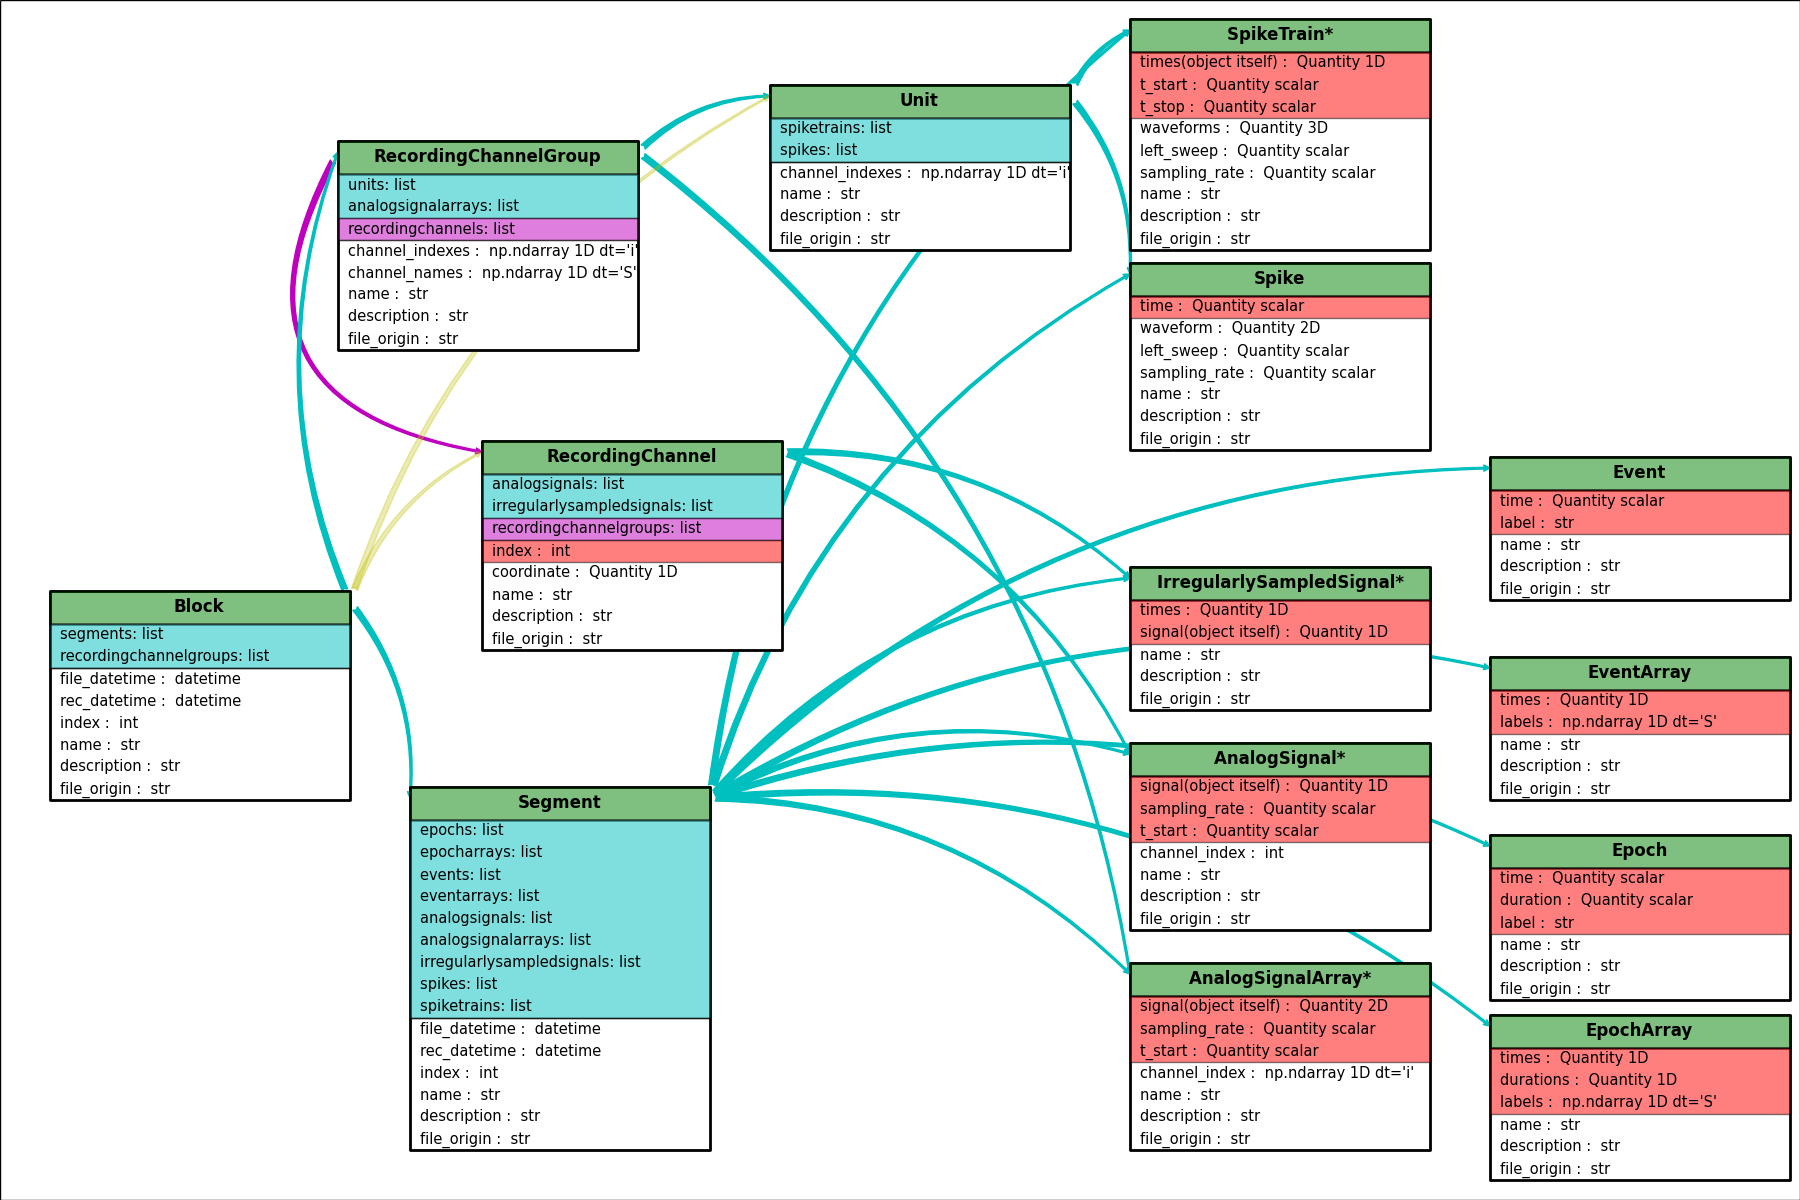 SpikeTrain*
times(object itself) :  Quantity 1D
t_start :  Quantity scalar
t_stop :  Quantity scalar
waveforms :  Quantity 3D
left_sweep :  Quantity scalar
sampling_rate :  Quantity scalar
name :  str
description :  str
file_origin :  str
Unit
spiketrains: list
spikes: list
channel_indexes :  np.ndarray 1D dt='i'
name :  str
description :  str
file_origin :  str
RecordingChannelGroup
units: list
analogsignalarrays: list
recordingchannels: list
channel_indexes :  np.ndarray 1D dt='i'
channel_names :  np.ndarray 1D dt='S'
name :  str
description :  str
file_origin :  str
Spike
time :  Quantity scalar
waveform :  Quantity 2D
left_sweep :  Quantity scalar
sampling_rate :  Quantity scalar
name :  str
description :  str
file_origin :  str
RecordingChannel
analogsignals: list
irregularlysampledsignals: list
recordingchannelgroups: list
index :  int
coordinate :  Quantity 1D
name :  str
description :  str
file_origin :  str
Event
time :  Quantity scalar
label :  str
name :  str
description :  str
file_origin :  str
IrregularlySampledSignal*
times :  Quantity 1D
signal(object itself) :  Quantity 1D
name :  str
description :  str
file_origin :  str
Block
segments: list
recordingchannelgroups: list
file_datetime :  datetime
rec_datetime :  datetime
index :  int
name :  str
description :  str
file_origin :  str
EventArray
times :  Quantity 1D
labels :  np.ndarray 1D dt='S'
name :  str
description :  str
file_origin :  str
AnalogSignal*
signal(object itself) :  Quantity 1D
sampling_rate :  Quantity scalar
t_start :  Quantity scalar
channel_index :  int
name :  str
description :  str
file_origin :  str
Segment
epochs: list
epocharrays: list
events: list
eventarrays: list
analogsignals: list
analogsignalarrays: list
irregularlysampledsignals: list
spikes: list
spiketrains: list
file_datetime :  datetime
rec_datetime :  datetime
index :  int
name :  str
description :  str
file_origin :  str
Epoch
time :  Quantity scalar
duration :  Quantity scalar
label :  str
name :  str
description :  str
file_origin :  str
AnalogSignalArray*
signal(object itself) :  Quantity 2D
sampling_rate :  Quantity scalar
t_start :  Quantity scalar
channel_index :  np.ndarray 1D dt='i'
name :  str
description :  str
file_origin :  str
EpochArray
times :  Quantity 1D
durations :  Quantity 1D
labels :  np.ndarray 1D dt='S'
name :  str
description :  str
file_origin :  str